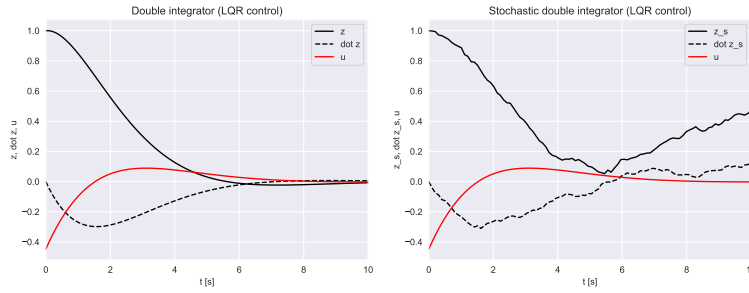 Double integrator (LQR control)
z
dot z
u
1.0
0.8
0.6
0.4
0.2
0.0
−0.2
−0.4
z, dot z, u
0
2
4
6
8
10
t [s]
Stochastic double integrator (LQR control)
z_s
dot z_s
u
1.0
0.8
0.6
0.4
0.2
0.0
−0.2
−0.4
z_s, dot z_s, u
0
2
4
6
8
10
t [s]